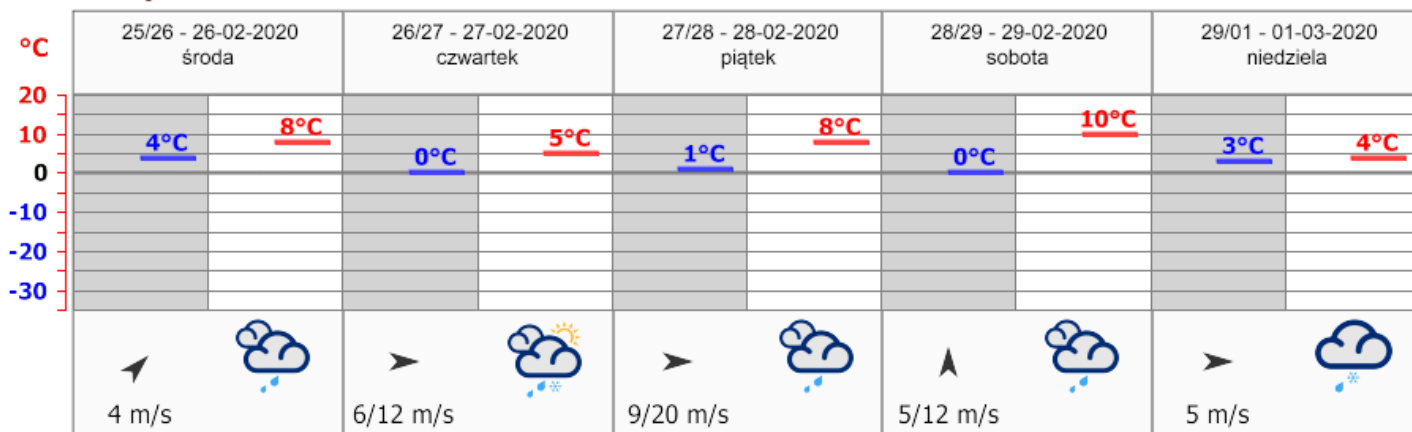 25/26 - 26-02-2020
środa
26/27 - 27-02-2020
czwartek
27/28 - 28-02-2020
piątek
28/29 - 29-02-2020
sobota
29/01 - 01-03-2020
niedziela
°C
20
10
0
-10
-20
-30
4°C
8°C
0°C
5°C
1°C
8°C
0°C
10°C
3°C
4°C
4 m/s
6/12 m/s
9/20 m/s
5/12 m/s
5 m/s